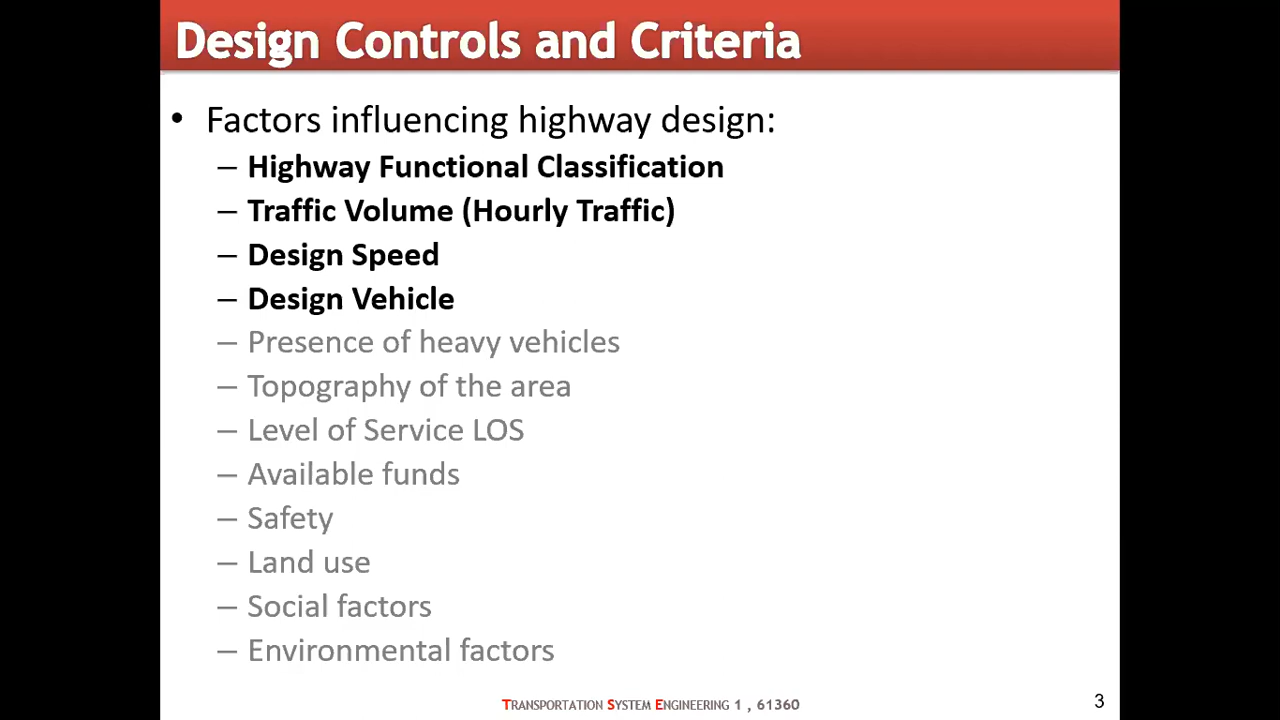 Design Controls and Criteria
• Factors influencing highway design:
– Highway Functional Classification
– Traffic Volume (Hourly Traffic)
– Design Speed
– Design Vehicle
– Presence of heavy vehicles
– Topography of the area
– Level of Service LOS
– Available funds
– Safety
– Land use
– Social factors
– Environmental factors
TRANSPORTATION SYSTEM ENGINEERING 1 , 61360
3